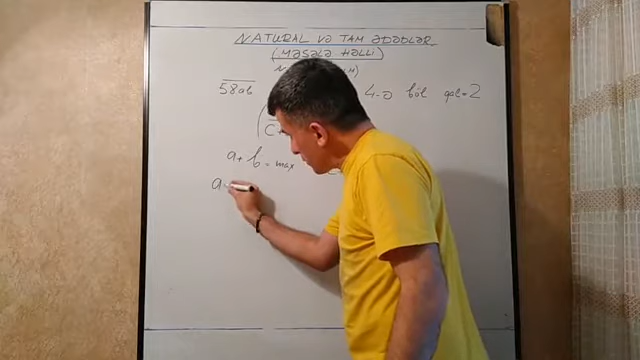 NATURAL VƏ TAM ƏDƏDLƏR
(MƏSƏLƏ HƏLLİ)
58ab 4-ə böl qal=2
a+b=max
a